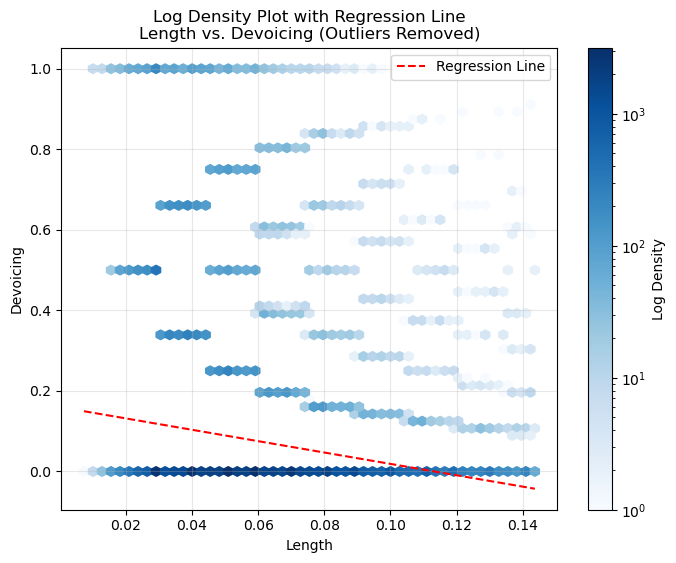 Log Density Plot with Regression Line
Length vs. Devoicing (Outliers Removed)
Regression Line
1.0
0.8
0.6
0.4
0.2
0.0
Devoicing
0.02 0.04 0.06 0.08 0.10 0.12 0.14
Length
10³
10²
10¹
10⁰
Log Density